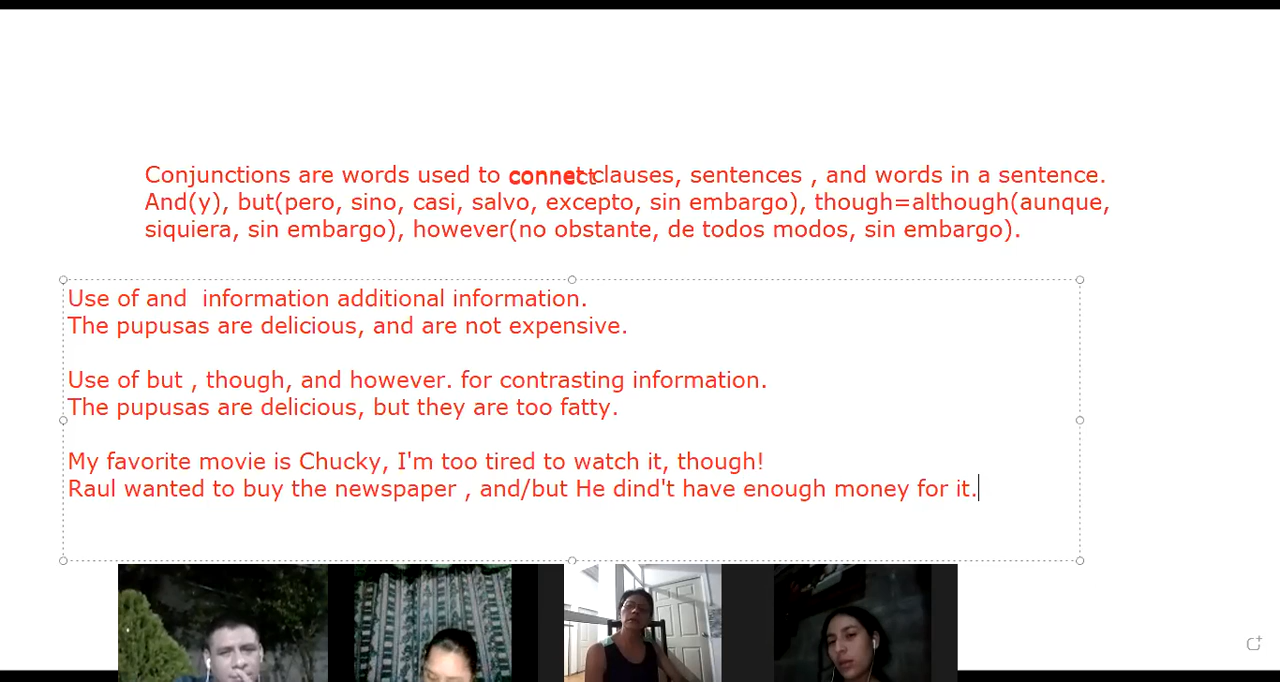 Conjunctions are words used to connect clauses, sentences , and words in a sentence.
And(y), but(pero, sino, casi, salvo, excepto, sin embargo), though=although(aunque,
siquiera, sin embargo), however(no obstante, de todos modos, sin embargo).
Use of and  information additional information.
The pupusas are delicious, and are not expensive.
Use of but , though, and however. for contrasting information.
The pupusas are delicious, but they are too fatty.
My favorite movie is Chucky, I'm too tired to watch it, though!
Raul wanted to buy the newspaper , and/but He dind't have enough money for it.